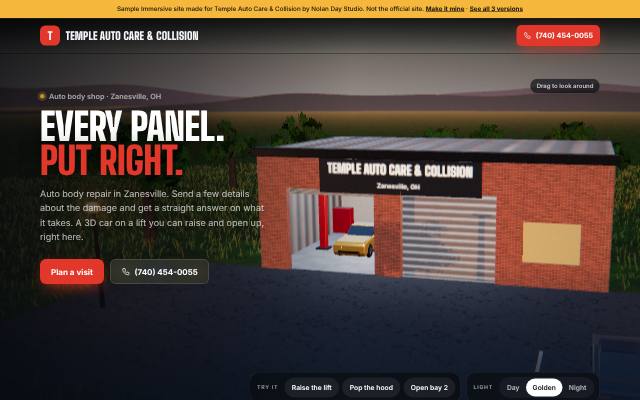 Sample Immersive site made for Temple Auto Care & Collision by Nolan Day Studio. Not the official site. Make it mine · See all 3 versions
T TEMPLE AUTO CARE & COLLISION
(740) 454-0055
Drag to look around
Auto body shop · Zanesville, OH
EVERY PANEL.
PUT RIGHT.
Auto body repair in Zanesville. Send a few details
about the damage and get a straight answer on what
it takes. A 3D car on a lift you can raise and open up,
right here.
Plan a visit
(740) 454-0055
TEMPLE AUTO CARE & COLLISION
Zanesville, OH
TRY IT Raise the lift Pop the hood Open bay 2
LIGHT Day Golden Night